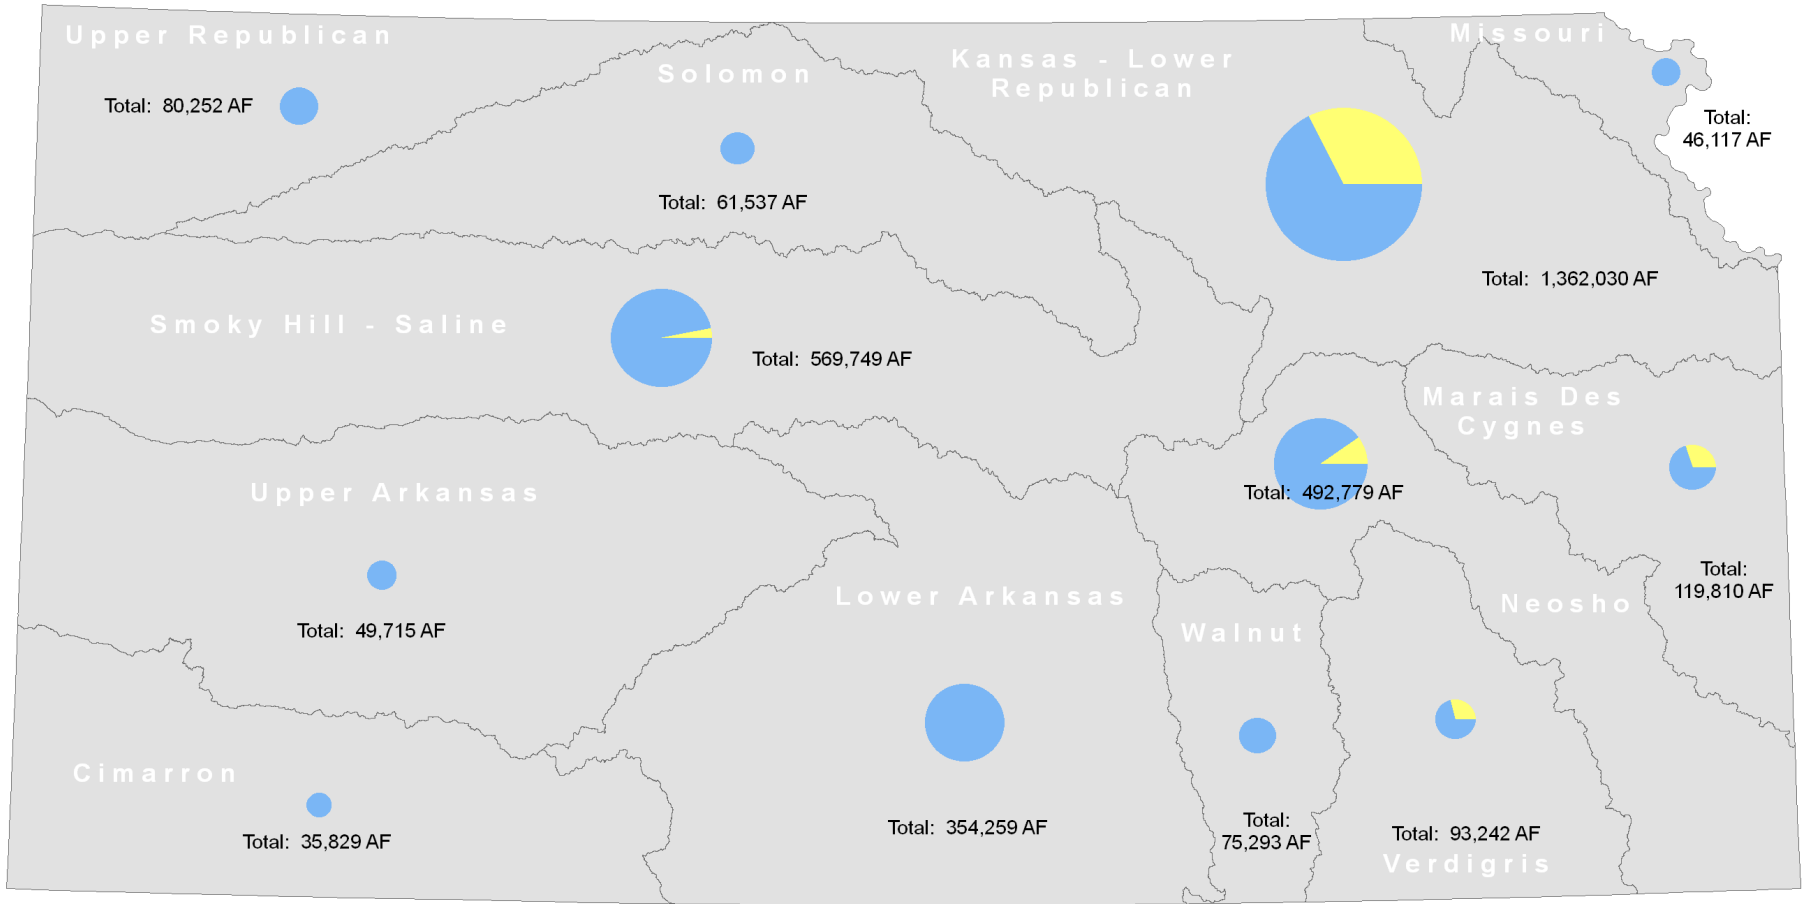 Upper Republican
Total: 80,252 AF
Solomon
Total: 61,537 AF
Kansas - Lower
Republican
Total: 1,362,030 AF
Missouri
Total:
46,117 AF
Smoky Hill - Saline
Total: 569,749 AF
Marais Des
Cygnes
Total:
119,810 AF
Total: 492,779 AF
Neosho
Upper Arkansas
Total: 49,715 AF
Lower Arkansas
Total: 354,259 AF
Walnut
Total:
75,293 AF
Total: 93,242 AF
Verdigris
Cimarron
Total: 35,829 AF